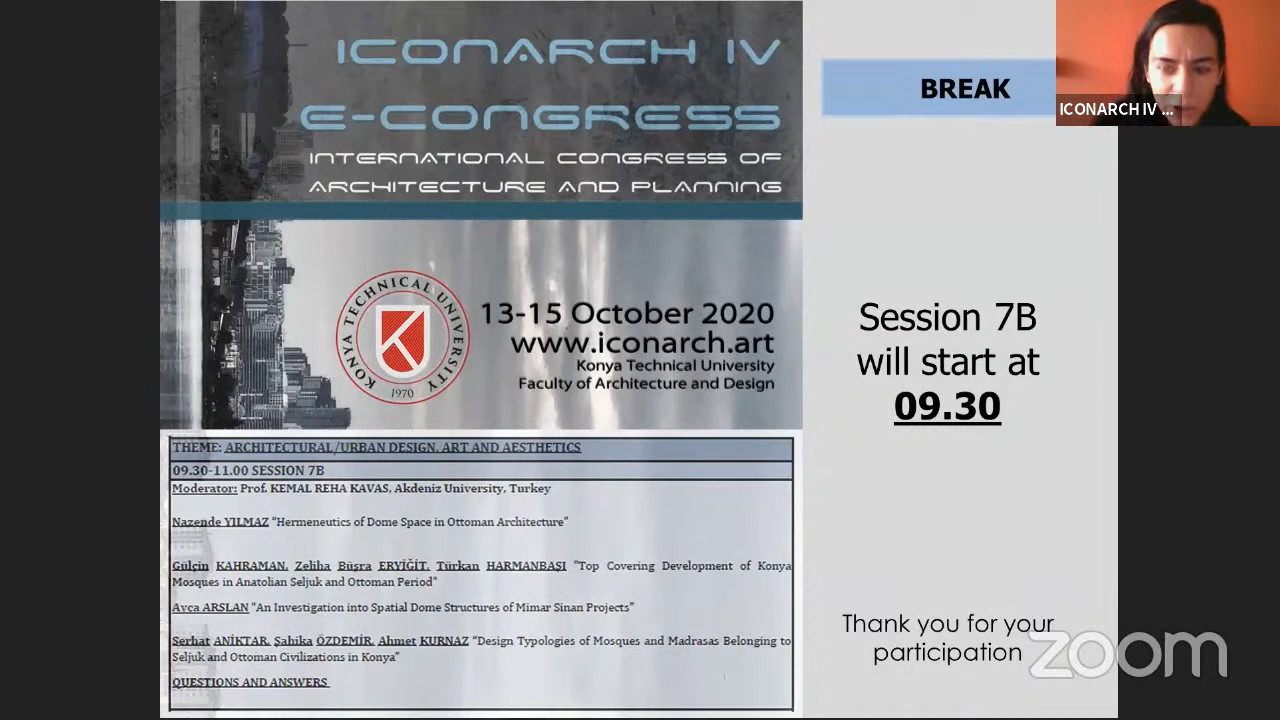 ICONARCH IV
E-CONGRESS
INTERNATIONAL CONGRESS OF
ARCHITECTURE AND PLANNING
KONYA TECHNICAL UNIVERSITY
1970
13-15 October 2020
www.iconarch.art
Konya Technical University
Faculty of Architecture and Design
THEME: ARCHITECTURAL/URBAN DESIGN, ART AND AESTHETICS
09.30-11.00 SESSION 7B
Moderator: Prof. KEMAL REHA KAVAS, Akdeniz University, Turkey
Nazende YILMAZ “Hermeneutics of Dome Space in Ottoman Architecture”
Gülçin KAHRAMAN, Zeliha Büşra ERYİĞİT, Türkan HARMANBAŞI “Top Covering Development of Konya
Mosques in Anatolian Seljuk and Ottoman Period”
Ayca ARSLAN “An Investigation into Spatial Dome Structures of Mimar Sinan Projects”
Serhat ANİKTAR, Şahika ÖZDEMİR, Ahmet KURNAZ “Design Typologies of Mosques and Madrasas Belonging to
Seljuk and Ottoman Civilizations in Konya”
QUESTIONS AND ANSWERS
BREAK
ICONARCH IV ...
Session 7B
will start at
09.30
Thank you for your
participation
zoom